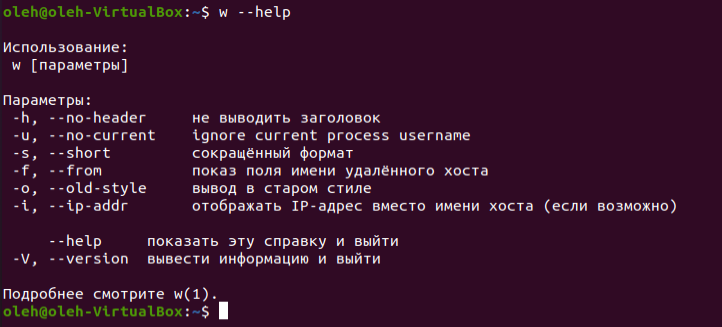 oleh@oleh-VirtualBox:~$ w --help
Использование:
w [параметры]
Параметры:
-h, --no-header     не выводить заголовок
-u, --no-current    ignore current process username
-s, --short         сокращённый формат
-f, --from          показ поля имени удалённого хоста
-o, --old-style     вывод в старом стиле
-i, --ip-addr       отображать IP-адрес вместо имени хоста (если возможно)
--help     показать эту справку и выйти
-V, --version  вывести информацию и выйти
Подробнее смотрите w(1).
oleh@oleh-VirtualBox:~$